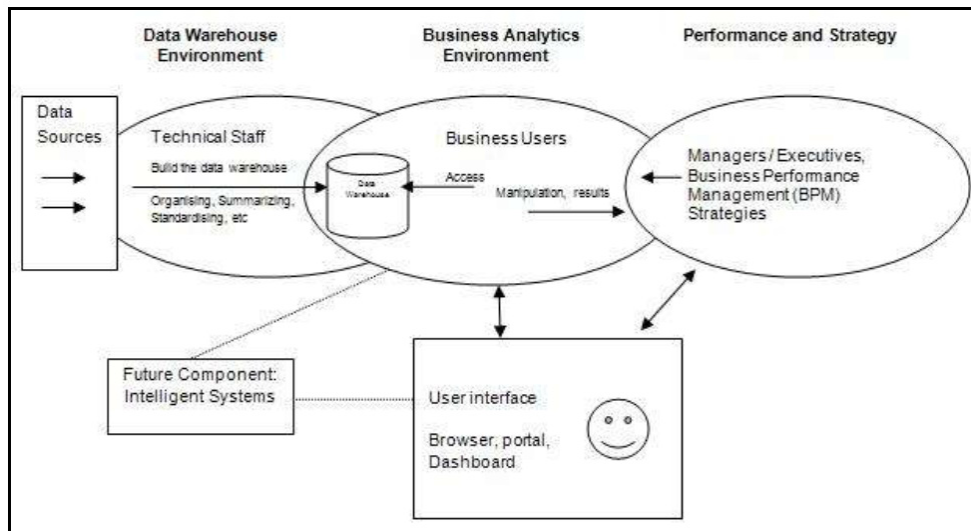 Data Warehouse
Environment
Business Analytics
Environment
Performance and Strategy
Data
Sources
Technical Staff
Build the data warehouse
Organising, Summarizing,
Standardising, etc
Data
Warehouse
Business Users
Access
Manipulation, results
Managers / Executives,
Business Performance
Management (BPM)
Strategies
Future Component:
Intelligent Systems
User interface
Browser, portal,
Dashboard